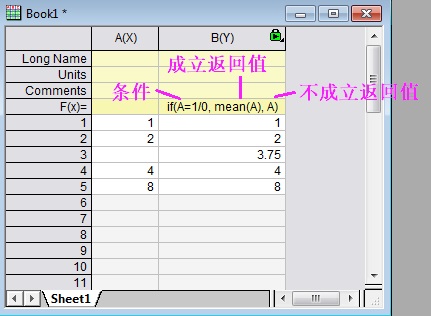 Book1 *
A(X) B(Y)
Long Name
Units
Comments
F(x)= if(A=1/0, mean(A), A)
成立返回值
条件
不成立返回值
1 1 1
2 2 2
3 3.75
4 4 4
5 8 8
6
7
8
9
10
11
Sheet1